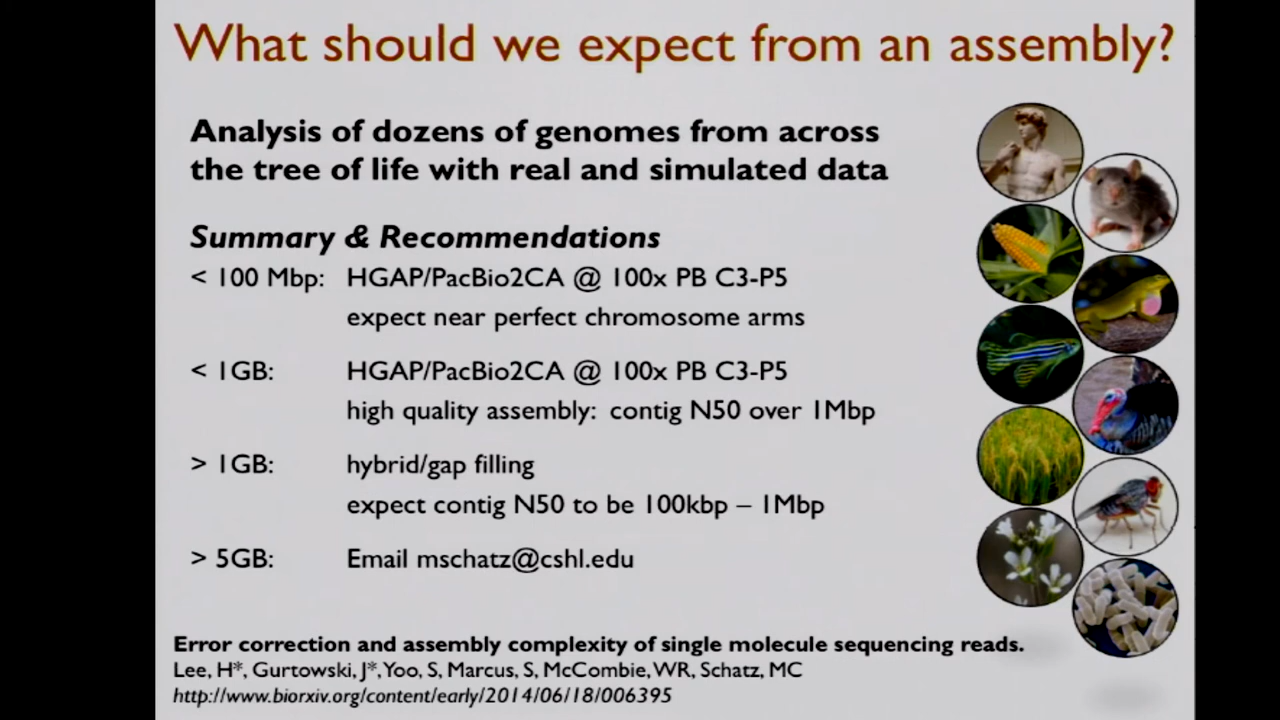 What should we expect from an assembly?
Analysis of dozens of genomes from across
the tree of life with real and simulated data
Summary & Recommendations
< 100 Mbp: HGAP/PacBio2CA @ 100x PB C3-P5
expect near perfect chromosome arms
< 1GB: HGAP/PacBio2CA @ 100x PB C3-P5
high quality assembly: contig N50 over 1Mbp
> 1GB: hybrid/gap filling
expect contig N50 to be 100kbp – 1Mbp
> 5GB: Email mschatz@cshl.edu
Error correction and assembly complexity of single molecule sequencing reads.
Lee, H*, Gurtowski, J*, Yoo, S, Marcus, S, McCombie, WR, Schatz, MC
http://www.biorxiv.org/content/early/2014/06/18/006395